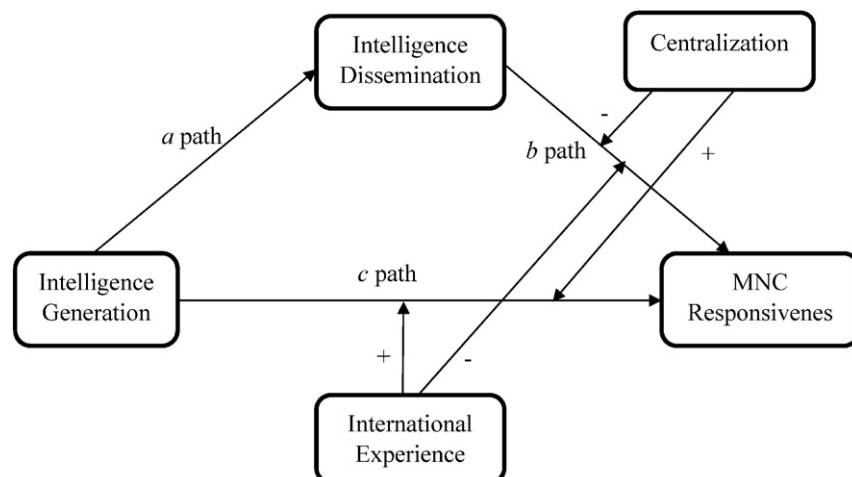 Intelligence
Dissemination
Centralization
-
a path
b path
+
Intelligence
Generation
c path
MNC
Responsivenes
+
-
International
Experience